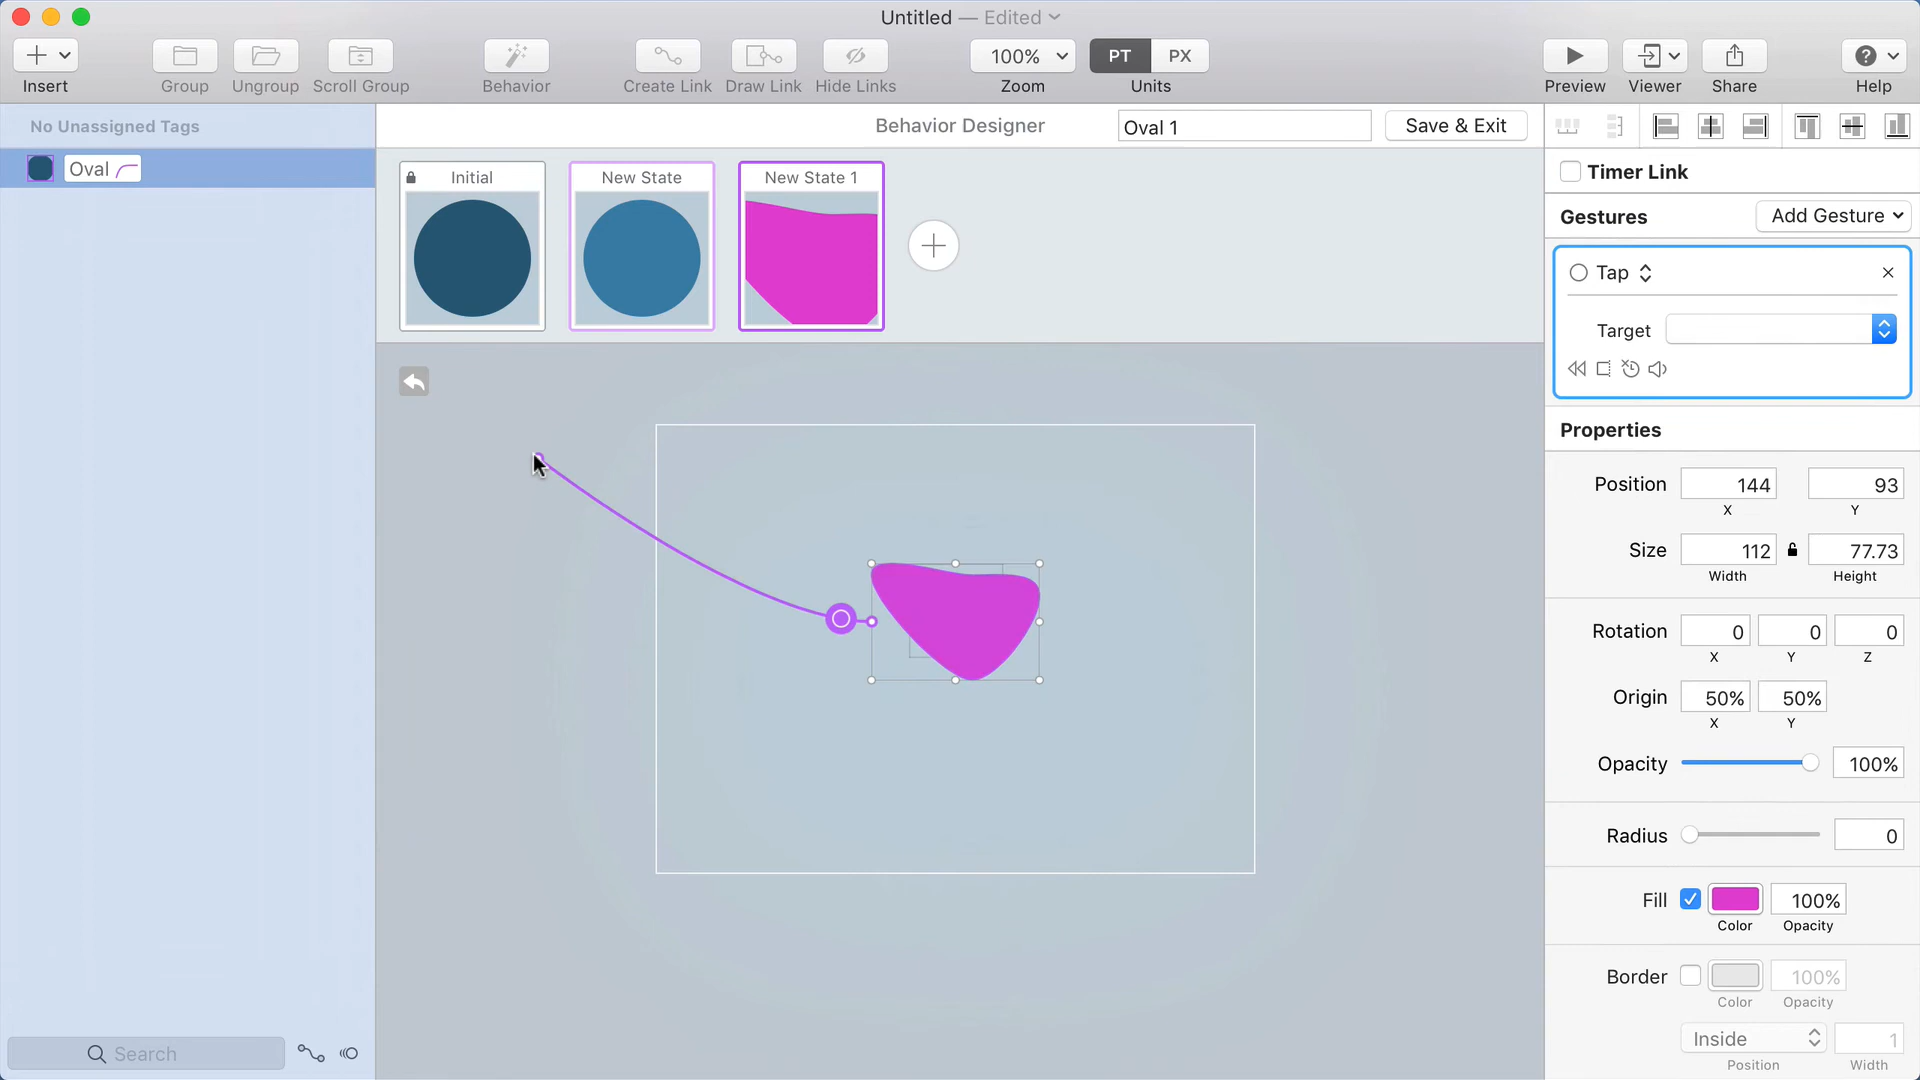 Untitled — Edited
Insert
Group
Ungroup
Scroll Group
Behavior
Create Link
Draw Link
Hide Links
100%
Zoom
PT
PX
Units
Preview
Viewer
Share
Help
No Unassigned Tags
Oval
Behavior Designer
Oval 1
Save & Exit
Initial
New State
New State 1
Timer Link
Gestures
Add Gesture
Tap
Target
Properties
Position
144
93
X
Y
Size
112
77.73
Width
Height
Rotation
0
0
0
X
Y
Z
Origin
50%
50%
X
Y
Opacity
100%
Radius
0
Fill
100%
Color
Opacity
Border
100%
Color
Opacity
Inside
1
Position
Width
Search